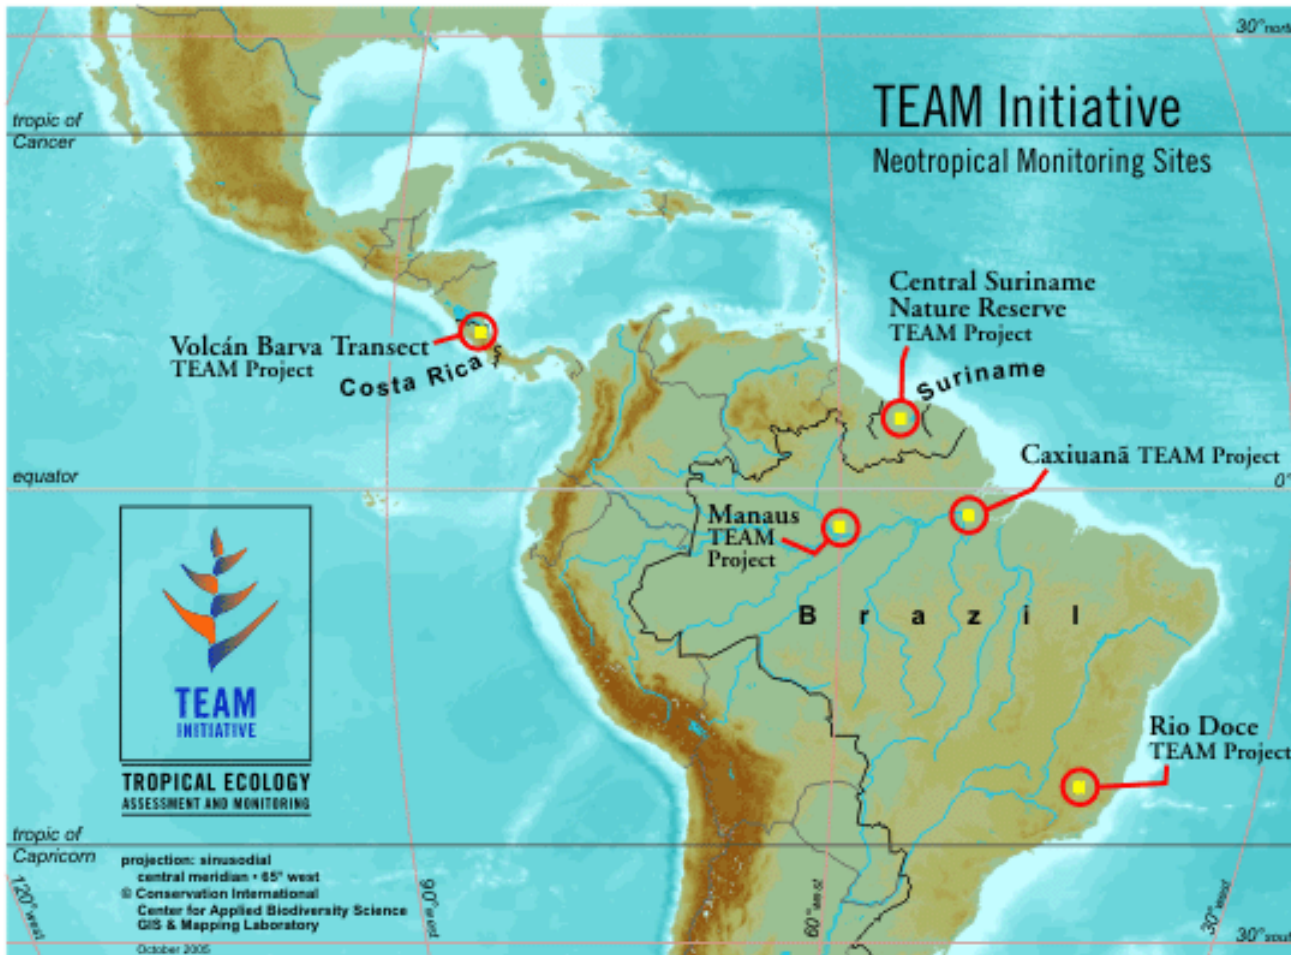 30° north
tropic of
Cancer
TEAM Initiative
Neotropical Monitoring Sites
Central Suriname
Nature Reserve
TEAM Project
Volcán Barva Transect
TEAM Project
Costa Rica
Suriname
Caxiuanã TEAM Project
equator
0°
Manaus
TEAM
Project
Brazil
TEAM
INITIATIVE
TROPICAL ECOLOGY
ASSESSMENT AND MONITORING
Rio Doce
TEAM Project
tropic of
Capricorn
projection: sinusodial
central meridian • 65° west
© Conservation International
Center for Applied Biodiversity Science
GIS & Mapping Laboratory
October 2005
120° west
90° west
60° west
30° west
30° south